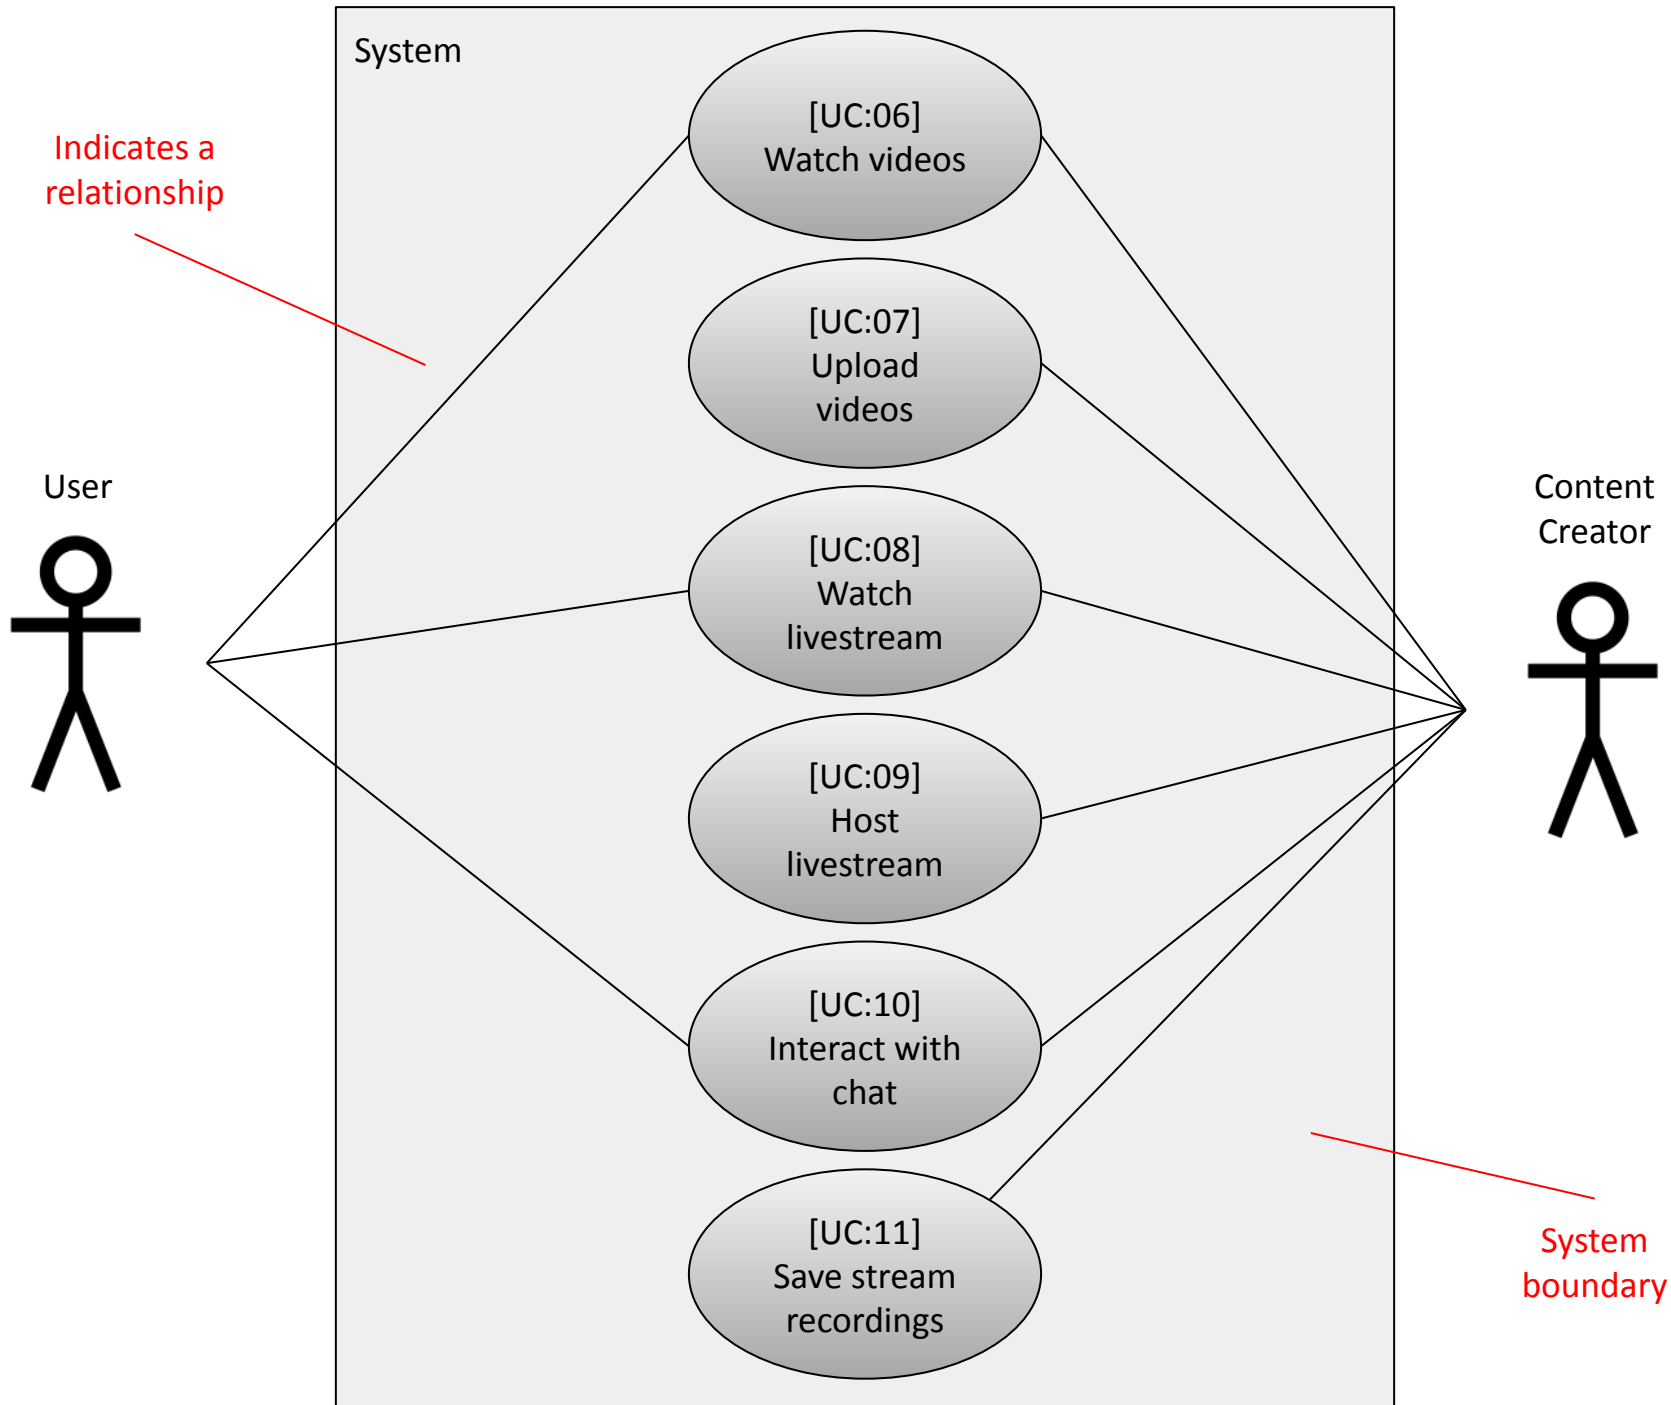 System
[UC:06]
Watch videos
Indicates a
relationship
[UC:07]
Upload
videos
User
Content
Creator
[UC:08]
Watch
livestream
[UC:09]
Host
livestream
[UC:10]
Interact with
chat
[UC:11]
Save stream
recordings
System
boundary